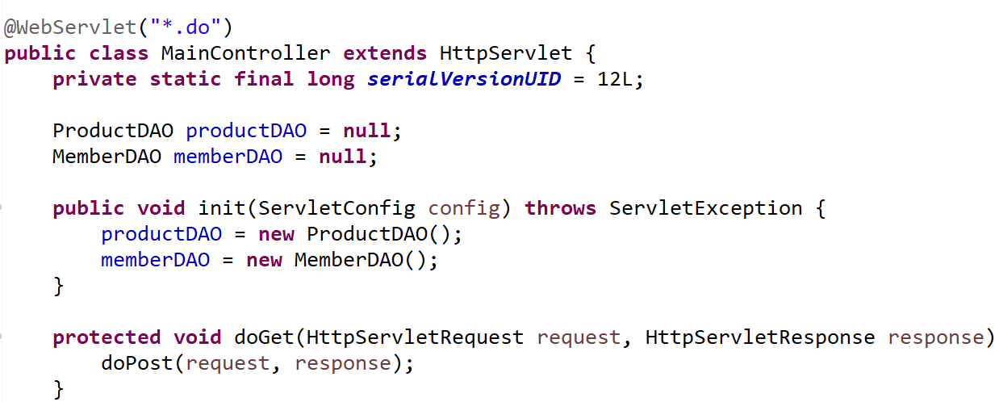 @WebServlet("*.do")
public class MainController extends HttpServlet {
    private static final long serialVersionUID = 12L;

    ProductDAO productDAO = null;
    MemberDAO memberDAO = null;

    public void init(ServletConfig config) throws ServletException {
        productDAO = new ProductDAO();
        memberDAO = new MemberDAO();
    }

    protected void doGet(HttpServletRequest request, HttpServletResponse response)
        doPost(request, response);
    }